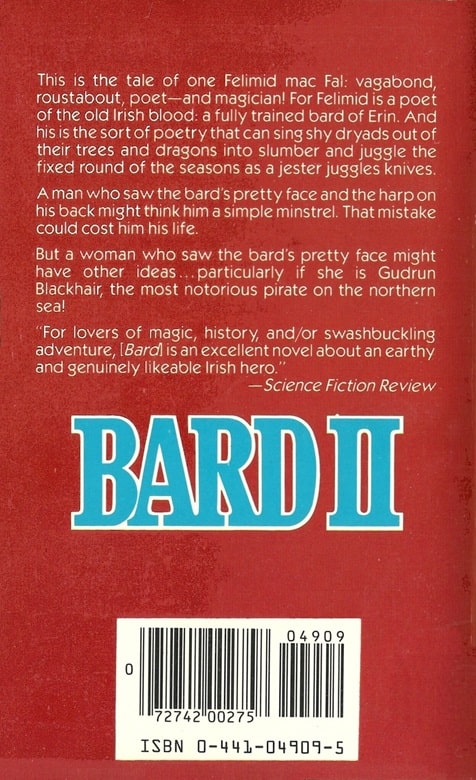 This is the tale of one Felimid mac Fal: vagabond,
roustabout, poet—and magician! For Felimid is a poet
of the old Irish blood: a fully trained bard of Erin. And
his is the sort of poetry that can sing shy dryads out of
their trees and dragons into slumber and juggle the
fixed round of the seasons as a jester juggles knives.
A man who saw the bard's pretty face and the harp on
his back might think him a simple minstrel. That mistake
could cost him his life.
But a woman who saw the bard's pretty face might
have other ideas...particularly if she is Gudrun
Blackhair, the most notorious pirate on the northern
sea!
"For lovers of magic, history, and/or swashbuckling
adventure, [Bard] is an excellent novel about an earthy
and genuinely likeable Irish hero."
—Science Fiction Review
BARD II
04909
0
72742 00275
ISBN 0-441-04909-5